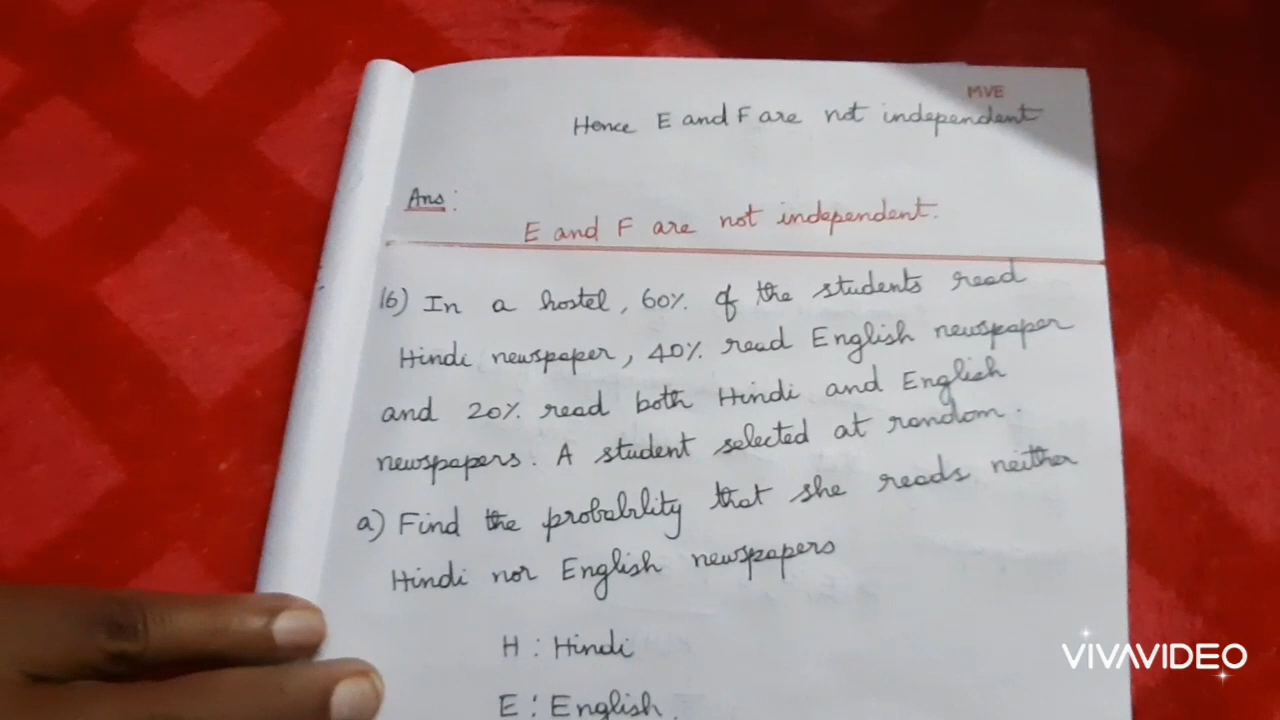 MVE
Hence E and F are not independent
Ans:
E and F are not independent.
16) In a hostel, 60% of the students read
Hindi newspaper, 40% read English newspaper
and 20% read both Hindi and English
newspapers. A student selected at random.
a) Find the probability that she reads neither
Hindi nor English newspapers
H : Hindi
E : English.
VIVAVIDEO